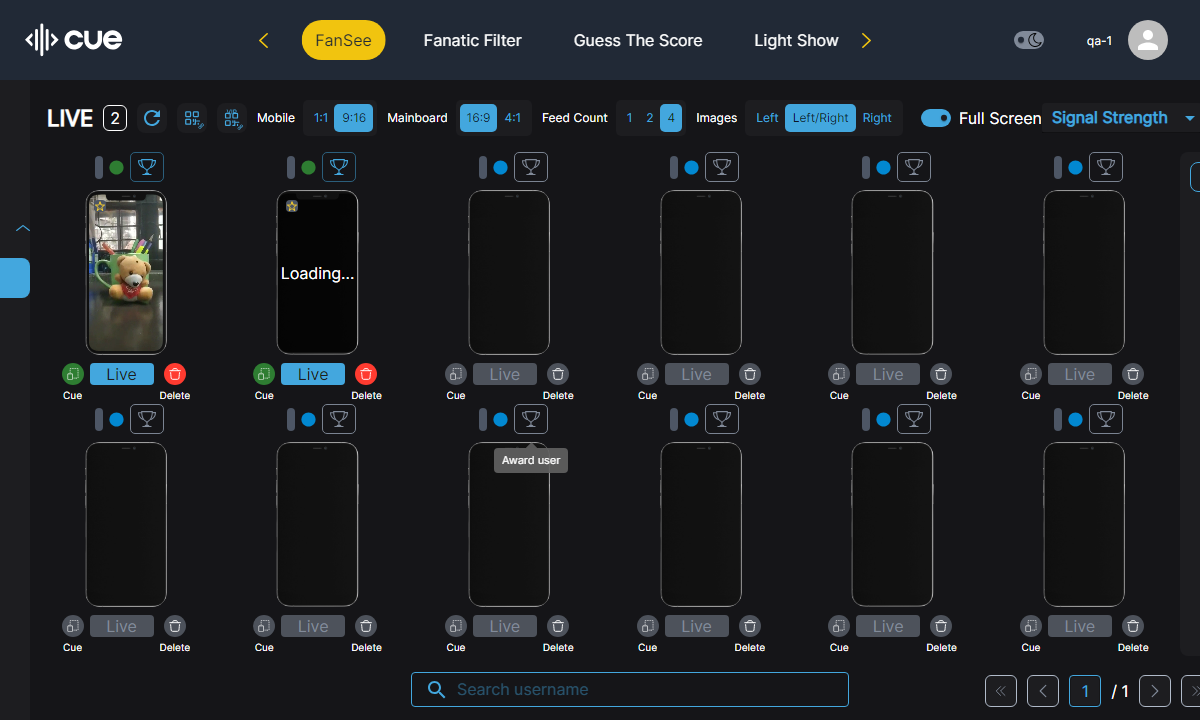 CUE
FanSee
Fanatic Filter
Guess The Score
Light Show
qa-1
LIVE 2
Mobile 1:1 9:16
Mainboard 16:9 4:1
Feed Count 1 2 4
Images Left Left/Right Right
Full Screen
Signal Strength
Loading...
Live Live Live Live Live Live
Cue Delete Cue Delete Cue Delete Cue Delete Cue Delete Cue Delete
Award user
Live Live Live Live Live Live
Cue Delete Cue Delete Cue Delete Cue Delete Cue Delete Cue Delete
Search username
1 / 1